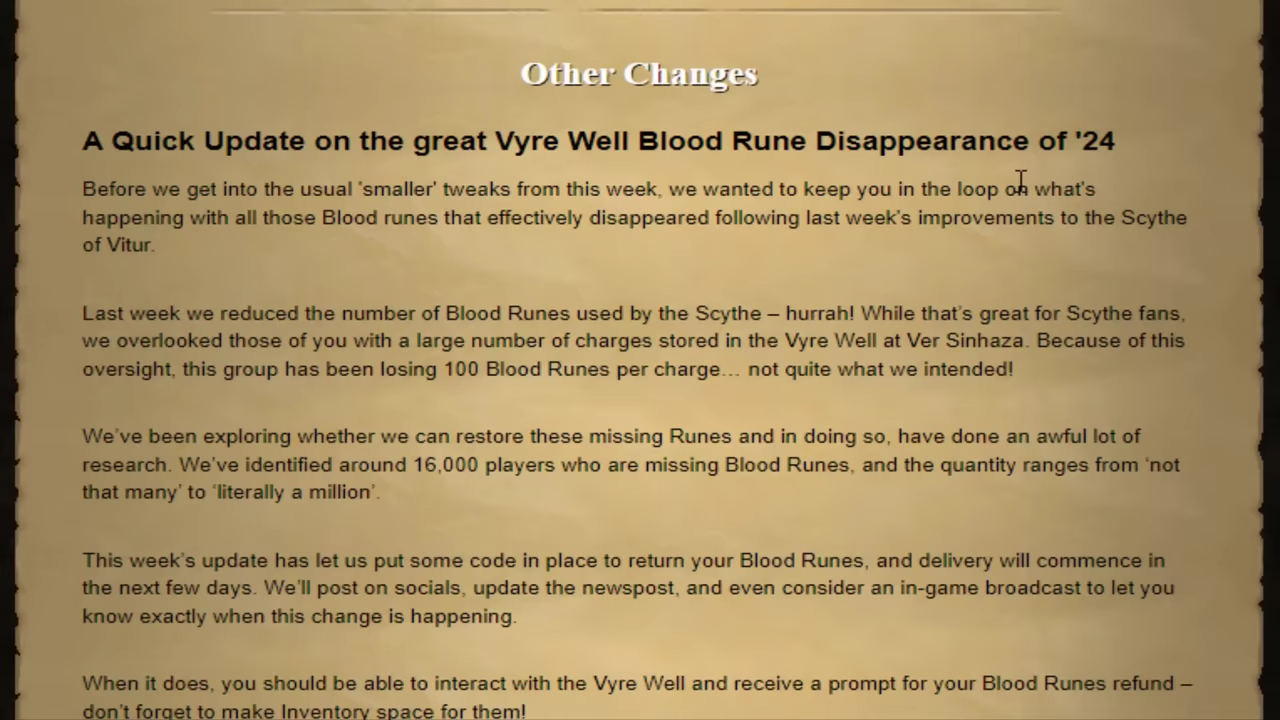 Other Changes
A Quick Update on the great Vyre Well Blood Rune Disappearance of '24
Before we get into the usual 'smaller' tweaks from this week, we wanted to keep you in the loop on what's
happening with all those Blood runes that effectively disappeared following last week's improvements to the Scythe
of Vitur.
Last week we reduced the number of Blood Runes used by the Scythe – hurrah! While that's great for Scythe fans,
we overlooked those of you with a large number of charges stored in the Vyre Well at Ver Sinhaza. Because of this
oversight, this group has been losing 100 Blood Runes per charge… not quite what we intended!
We've been exploring whether we can restore these missing Runes and in doing so, have done an awful lot of
research. We've identified around 16,000 players who are missing Blood Runes, and the quantity ranges from 'not
that many' to 'literally a million'.
This week's update has let us put some code in place to return your Blood Runes, and delivery will commence in
the next few days. We'll post on socials, update the newspost, and even consider an in-game broadcast to let you
know exactly when this change is happening.
When it does, you should be able to interact with the Vyre Well and receive a prompt for your Blood Runes refund –
don't forget to make Inventory space for them!